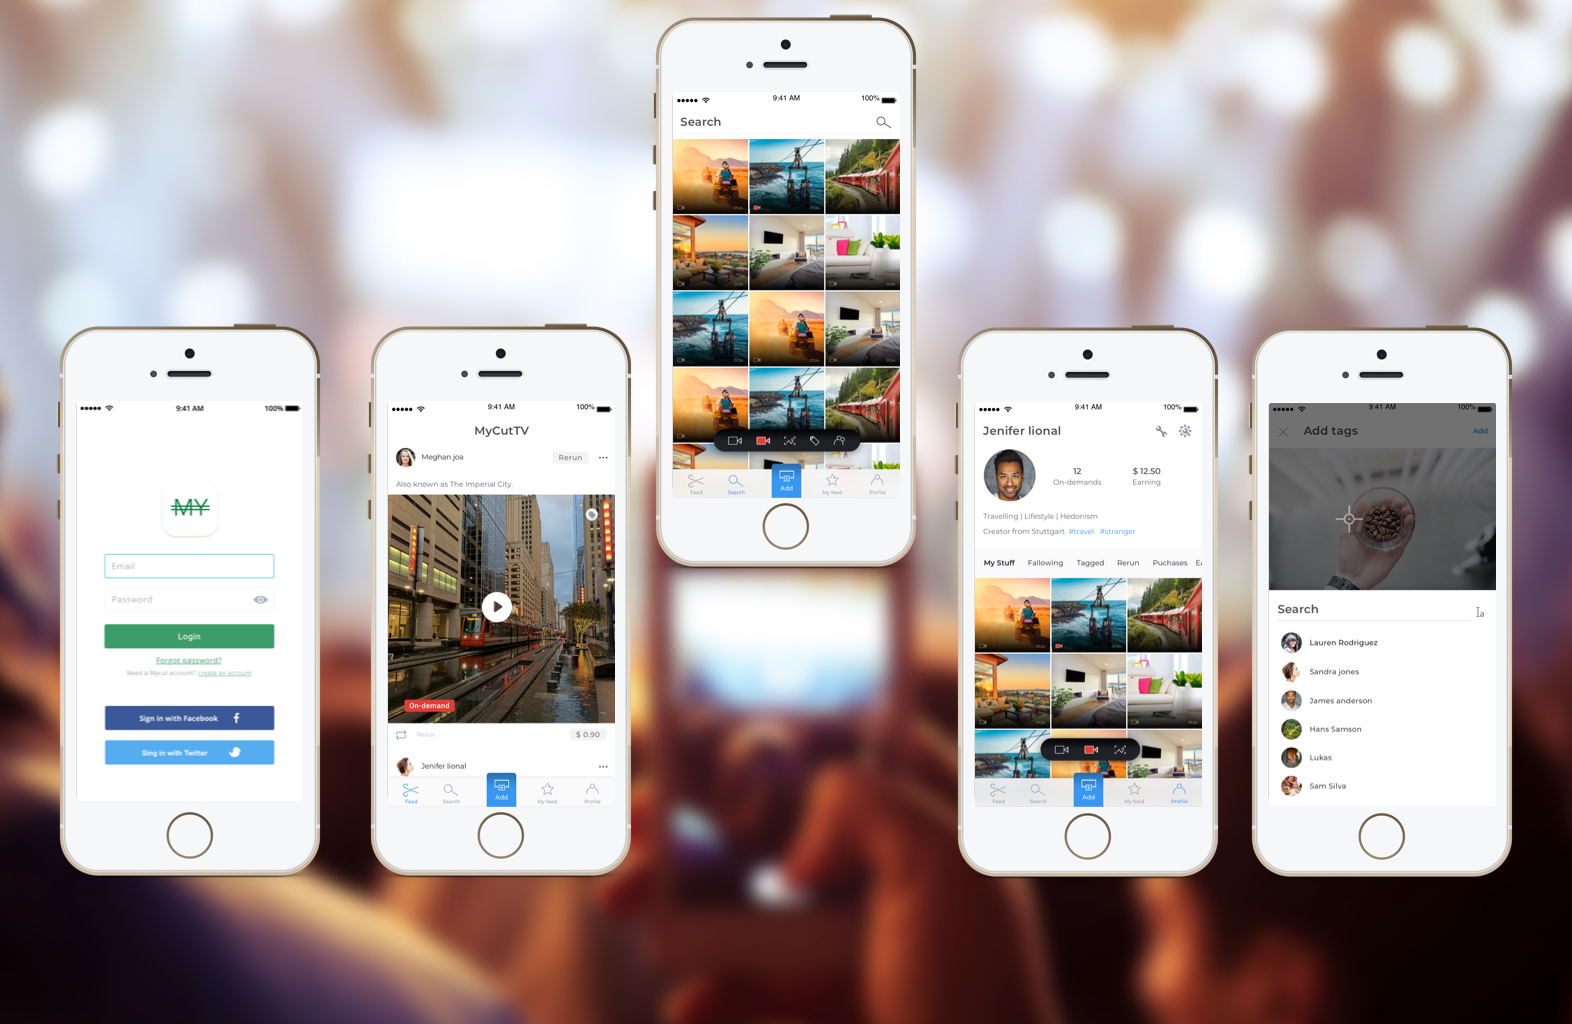 9:41 AM
100%
MY
Email
Password
Login
Forgot password?
Need a Mycut account? create an account
Sign in with Facebook
Sing in with Twitter
9:41 AM
100%
MyCutTV
Meghan joa
Rerun
Also known as The Imperial City.
On-demand
Rerun
$ 0.90
Jenifer lional
Feed
Search
Add
My feed
Profile
9:41 AM
100%
Search
Feed
Search
Add
My feed
Profile
9:41 AM
100%
Jenifer lional
12
On-demands
$ 12.50
Earning
Travelling | Lifestyle | Hedonism
Creator from Stuttgart #travel #stranger
My Stuff Fallowing Tagged Rerun Puchases Ea
Feed
Search
Add
My feed
Profile
9:41 AM
100%
Add tags
Add
Search
Lauren Rodriguez
Sandra jones
James anderson
Hans Samson
Lukas
Sam Silva